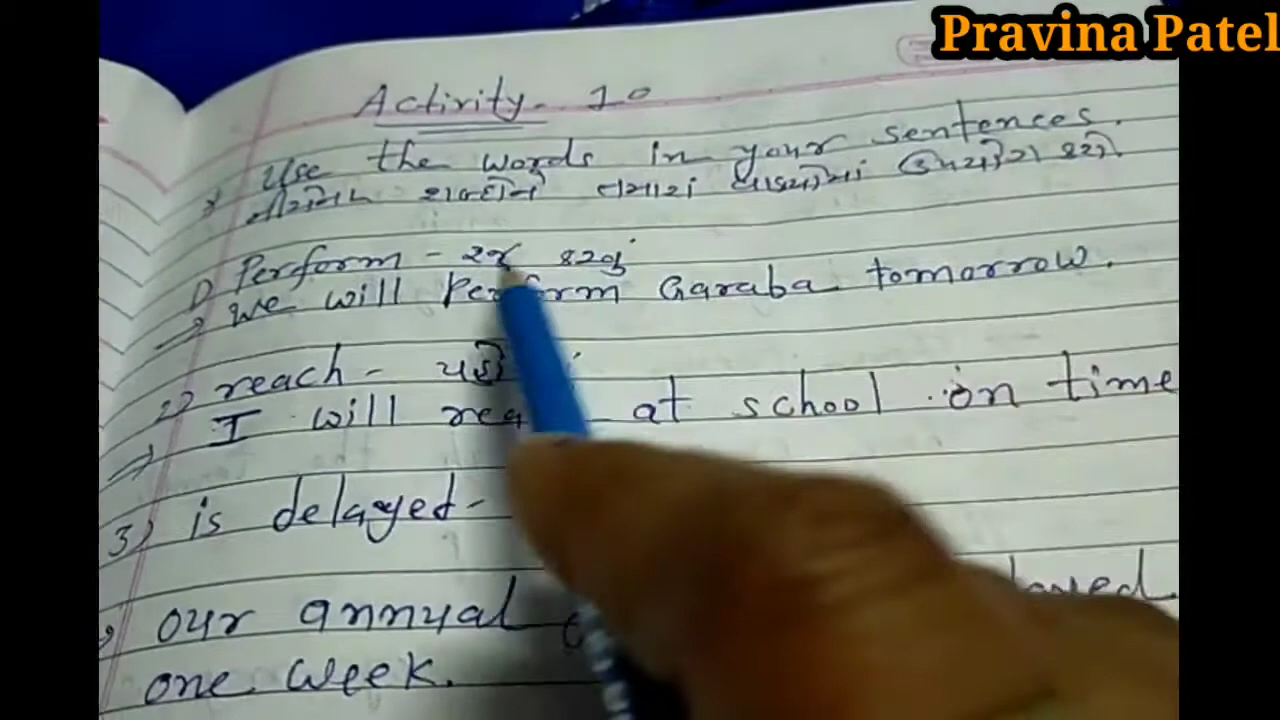 Pravina Patel
Activity - 10
* Use the words in your sentences.
નીચેના શબ્દોને તમારાં વાક્યોમાં ઉપયોગ કરો.
1) Perform - રજૂ કરવું
→ We will Perform Garaba tomorrow.
2) reach -
→ I will at school on time
3) is delayed -
our annual
one week.